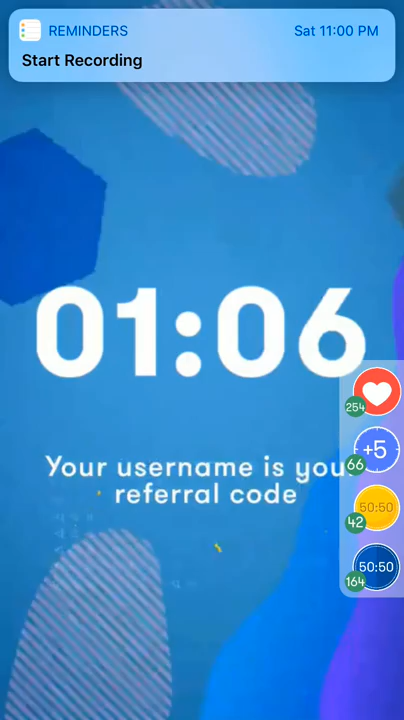 REMINDERS
Sat 11:00 PM
Start Recording
01:06
Your username is your
referral code
254
+5
66
50:50
42
50:50
164